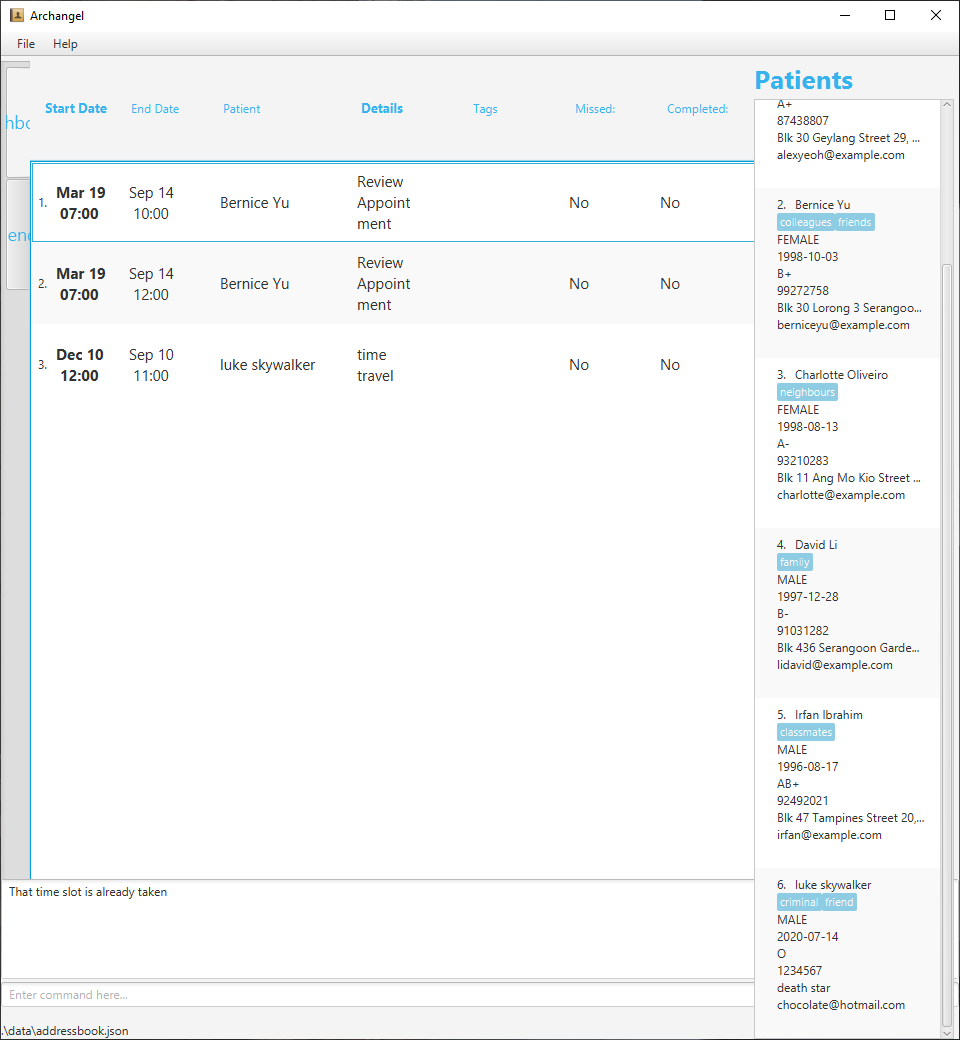 Archangel
File Help
Start Date End Date Patient Details Tags Missed: Completed:
1. Mar 19 07:00 Sep 14 10:00 Bernice Yu Review Appoint ment No No
2. Mar 19 07:00 Sep 14 12:00 Bernice Yu Review Appoint ment No No
3. Dec 10 12:00 Sep 10 11:00 luke skywalker time travel No No
Patients
A+
87438807
Blk 30 Geylang Street 29, ...
alexyeoh@example.com
2. Bernice Yu
colleagues friends
FEMALE
1998-10-03
B+
99272758
Blk 30 Lorong 3 Serangoo...
berniceyu@example.com
3. Charlotte Oliveiro
neighbours
FEMALE
1998-08-13
A-
93210283
Blk 11 Ang Mo Kio Street ...
charlotte@example.com
4. David Li
family
MALE
1997-12-28
B-
91031282
Blk 436 Serangoon Garde...
lidavid@example.com
5. Irfan Ibrahim
classmates
MALE
1996-08-17
AB+
92492021
Blk 47 Tampines Street 20,...
irfan@example.com
6. luke skywalker
criminal friend
MALE
2020-07-14
O
1234567
death star
chocolate@hotmail.com
That time slot is already taken
Enter command here...
.\data\addressbook.json